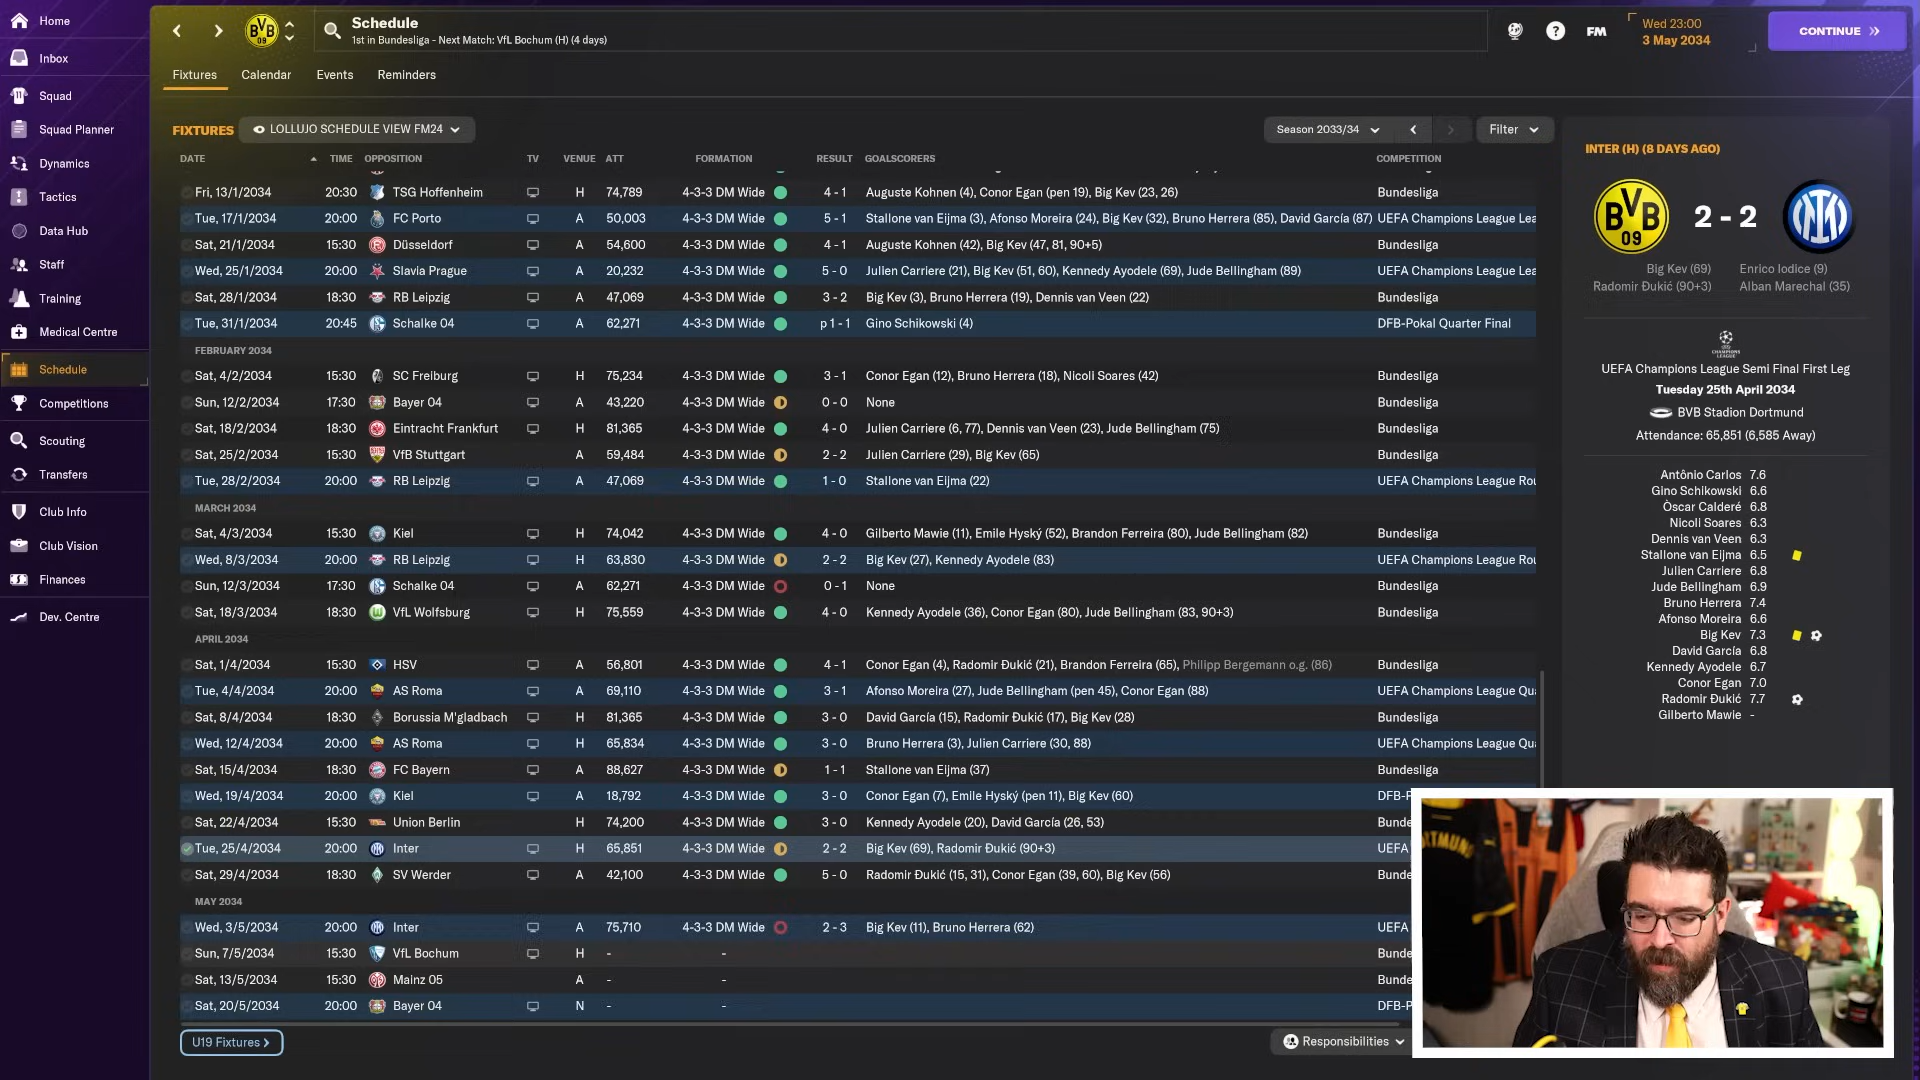 Home
Inbox
Squad
Squad Planner
Dynamics
Tactics
Data Hub
Staff
Training
Medical Centre
Schedule
Competitions
Scouting
Transfers
Club Info
Club Vision
Finances
Dev. Centre
Schedule
1st in Bundesliga - Next Match: VfL Bochum (H) (4 days)
FM
Wed 23:00
3 May 2034
CONTINUE
Fixtures Calendar Events Reminders
FIXTURES LOLLUJO SCHEDULE VIEW FM24 Season 2033/34 Filter
DATE TIME OPPOSITION TV VENUE ATT FORMATION RESULT GOALSCORERS COMPETITION
Fri, 13/1/2034 20:30 TSG Hoffenheim H 74,789 4-3-3 DM Wide 4 - 1 Auguste Kohnen (4), Conor Egan (pen 19), Big Kev (23, 26) Bundesliga
Tue, 17/1/2034 20:00 FC Porto A 50,003 4-3-3 DM Wide 5 - 1 Stallone van Eijma (3), Afonso Moreira (24), Big Kev (32), Bruno Herrera (85), David García (87) UEFA Champions League Lea
Sat, 21/1/2034 15:30 Düsseldorf A 54,600 4-3-3 DM Wide 4 - 1 Auguste Kohnen (42), Big Kev (47, 81, 90+5) Bundesliga
Wed, 25/1/2034 20:00 Slavia Prague A 20,232 4-3-3 DM Wide 5 - 0 Julien Carriere (21), Big Kev (51, 60), Kennedy Ayodele (69), Jude Bellingham (89) UEFA Champions League Lea
Sat, 28/1/2034 18:30 RB Leipzig A 47,069 4-3-3 DM Wide 3 - 2 Big Kev (3), Bruno Herrera (19), Dennis van Veen (22) Bundesliga
Tue, 31/1/2034 20:45 Schalke 04 A 62,271 4-3-3 DM Wide p 1 - 1 Gino Schikowski (4) DFB-Pokal Quarter Final
FEBRUARY 2034
Sat, 4/2/2034 15:30 SC Freiburg H 75,234 4-3-3 DM Wide 3 - 1 Conor Egan (12), Bruno Herrera (18), Nicoli Soares (42) Bundesliga
Sun, 12/2/2034 17:30 Bayer 04 A 43,220 4-3-3 DM Wide 0 - 0 None Bundesliga
Sat, 18/2/2034 18:30 Eintracht Frankfurt H 81,365 4-3-3 DM Wide 4 - 0 Julien Carriere (6, 77), Dennis van Veen (23), Jude Bellingham (75) Bundesliga
Sat, 25/2/2034 15:30 VfB Stuttgart A 59,484 4-3-3 DM Wide 2 - 2 Julien Carriere (29), Big Kev (65) Bundesliga
Tue, 28/2/2034 20:00 RB Leipzig A 47,069 4-3-3 DM Wide 1 - 0 Stallone van Eijma (22) UEFA Champions League Rou
MARCH 2034
Sat, 4/3/2034 15:30 Kiel H 74,042 4-3-3 DM Wide 4 - 0 Gilberto Mawie (11), Emile Hyský (52), Brandon Ferreira (80), Jude Bellingham (82) Bundesliga
Wed, 8/3/2034 20:00 RB Leipzig H 63,830 4-3-3 DM Wide 2 - 2 Big Kev (27), Kennedy Ayodele (83) UEFA Champions League Rou
Sun, 12/3/2034 17:30 Schalke 04 A 62,271 4-3-3 DM Wide 0 - 1 None Bundesliga
Sat, 18/3/2034 18:30 VfL Wolfsburg H 75,559 4-3-3 DM Wide 4 - 0 Kennedy Ayodele (36), Conor Egan (80), Jude Bellingham (83, 90+3) Bundesliga
APRIL 2034
Sat, 1/4/2034 15:30 HSV A 56,801 4-3-3 DM Wide 4 - 1 Conor Egan (4), Radomir Đukić (21), Brandon Ferreira (65), Philipp Bergemann o.g. (86) Bundesliga
Tue, 4/4/2034 20:00 AS Roma A 69,110 4-3-3 DM Wide 3 - 1 Afonso Moreira (27), Jude Bellingham (pen 45), Conor Egan (88) UEFA Champions League Qua
Sat, 8/4/2034 18:30 Borussia M'gladbach H 81,365 4-3-3 DM Wide 3 - 0 David García (15), Radomir Đukić (17), Big Kev (28) Bundesliga
Wed, 12/4/2034 20:00 AS Roma H 65,834 4-3-3 DM Wide 3 - 0 Bruno Herrera (3), Julien Carriere (30, 88) UEFA Champions League Qua
Sat, 15/4/2034 18:30 FC Bayern A 88,627 4-3-3 DM Wide 1 - 1 Stallone van Eijma (37) Bundesliga
Wed, 19/4/2034 20:00 Kiel A 18,792 4-3-3 DM Wide 3 - 0 Conor Egan (7), Emile Hyský (pen 11), Big Kev (60) DFB-P
Sat, 22/4/2034 15:30 Union Berlin H 74,200 4-3-3 DM Wide 3 - 0 Kennedy Ayodele (20), David García (26, 53) Bunde
Tue, 25/4/2034 20:00 Inter H 65,851 4-3-3 DM Wide 2 - 2 Big Kev (69), Radomir Đukić (90+3) UEFA
Sat, 29/4/2034 18:30 SV Werder A 42,100 4-3-3 DM Wide 5 - 0 Radomir Đukić (15, 31), Conor Egan (39, 60), Big Kev (56) Bunde
MAY 2034
Wed, 3/5/2034 20:00 Inter A 75,710 4-3-3 DM Wide 2 - 3 Big Kev (11), Bruno Herrera (62) UEFA
Sun, 7/5/2034 15:30 VfL Bochum H - - Bunde
Sat, 13/5/2034 15:30 Mainz 05 A - - Bunde
Sat, 20/5/2034 20:00 Bayer 04 N - - DFB-P
U19 Fixtures
Responsibilities
INTER (H) (8 DAYS AGO)
BVB 09 2 - 2
Big Kev (69) Enrico Iodice (9)
Radomir Đukić (90+3) Alban Marechal (35)
CHAMPIONS LEAGUE
UEFA Champions League Semi Final First Leg
Tuesday 25th April 2034
BVB Stadion Dortmund
Attendance: 65,851 (6,585 Away)
Antônio Carlos 7.6
Gino Schikowski 6.6
Òscar Calderé 6.8
Nicoli Soares 6.3
Dennis van Veen 6.3
Stallone van Eijma 6.5
Julien Carriere 6.8
Jude Bellingham 6.9
Bruno Herrera 7.4
Afonso Moreira 6.6
Big Kev 7.3
David García 6.8
Kennedy Ayodele 6.7
Conor Egan 7.0
Radomir Đukić 7.7
Gilberto Mawie -